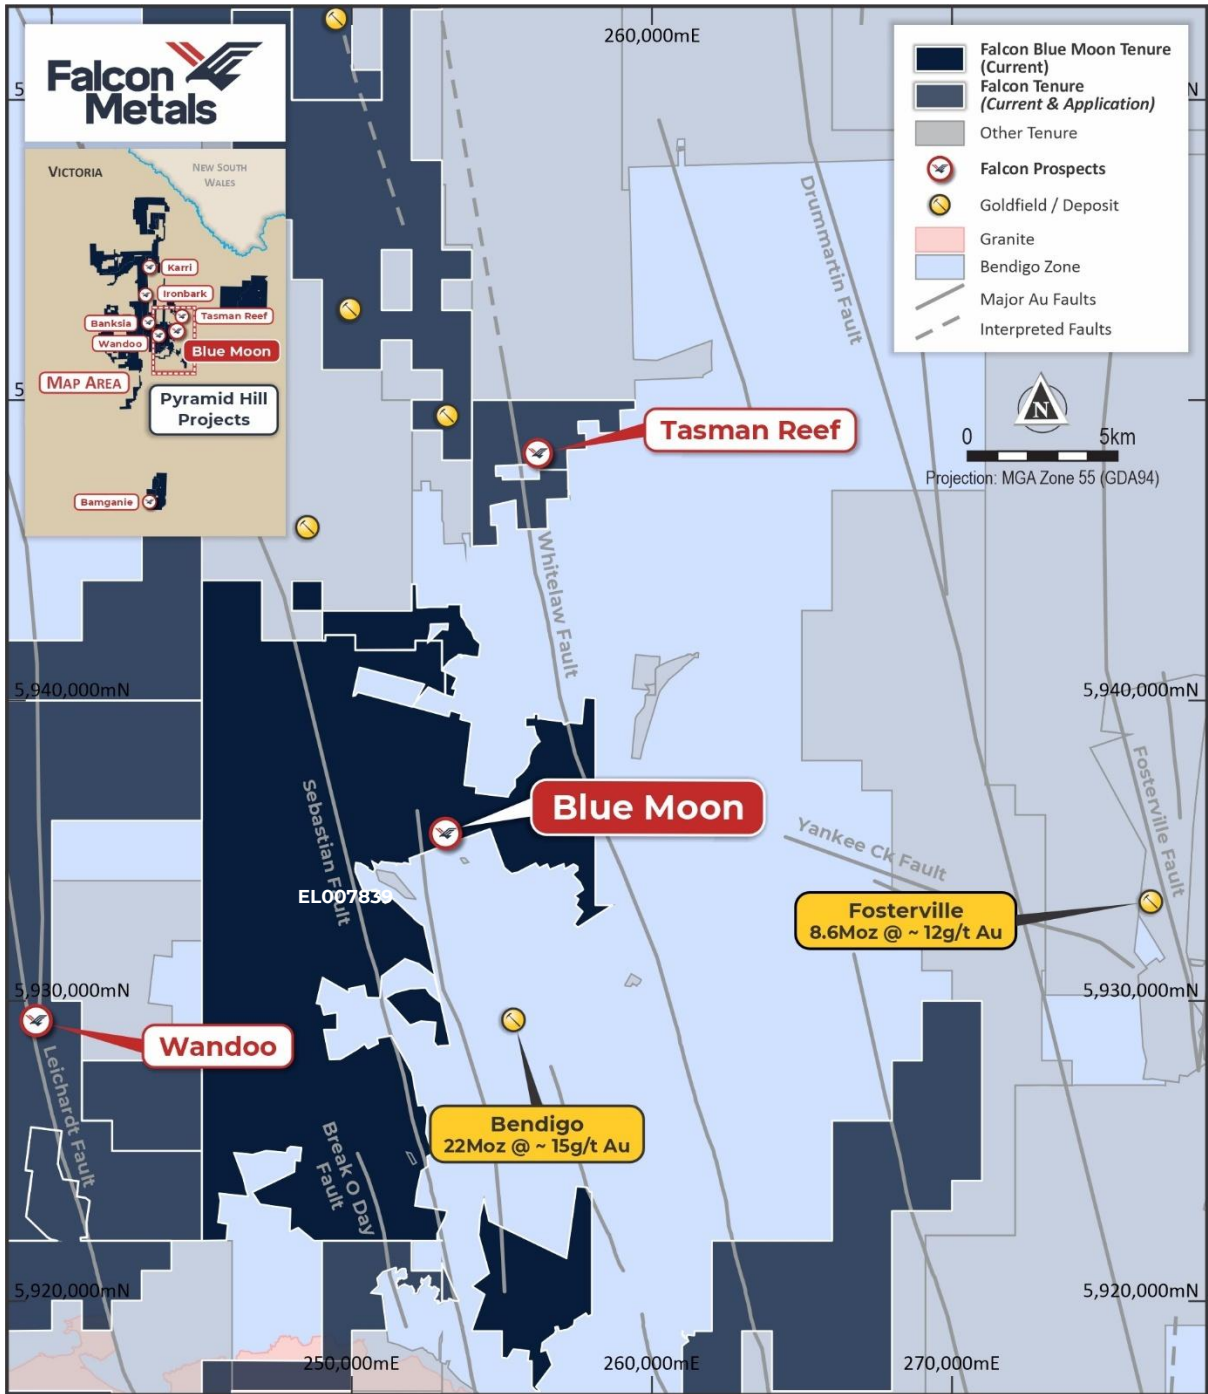 260,000mE
Falcon
Metals
VICTORIA
NEW SOUTH
WALES
Karri
Ironbark
Banksia
Tasman Reef
Wandoo
Blue Moon
MAP AREA
Pyramid Hill
Projects
Bamganie
Falcon Blue Moon Tenure
(Current)
Falcon Tenure
(Current & Application)
Other Tenure
Falcon Prospects
Goldfield / Deposit
Granite
Bendigo Zone
Major Au Faults
Interpreted Faults
N
5
N
5
0
5km
Projection: MGA Zone 55 (GDA94)
Drummartin Fault
Tasman Reef
Whitelaw Fault
5,940,000mN
5,940,000mN
Sebastian Fault
Blue Moon
Yankee Ck Fault
Fosterville Fault
EL007839
Fosterville
8.6Moz @ ~ 12g/t Au
5,930,000mN
5,930,000mN
Wandoo
Leichardt Fault
Bendigo
22Moz @ ~ 15g/t Au
Break O Day
Fault
5,920,000mN
5,920,000mN
250,000mE
260,000mE
270,000mE